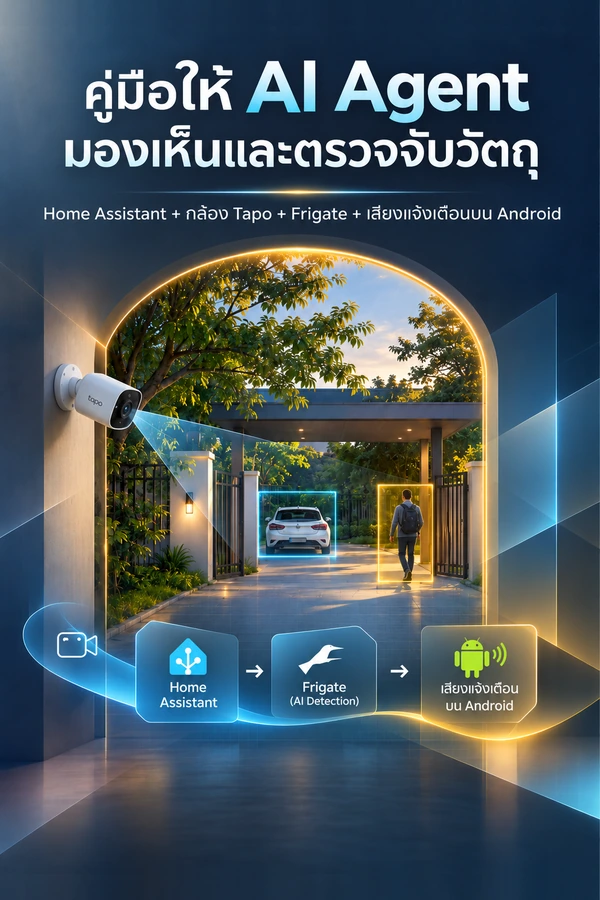 คู่มือให้ AI Agent
มองเห็นและตรวจจับวัตถุ
Home Assistant + กล้อง Tapo + Frigate + เสียงแจ้งเตือนบน Android
tapo
Home
Assistant
Frigate
(AI Detection)
เสียงแจ้งเตือน
บน Android